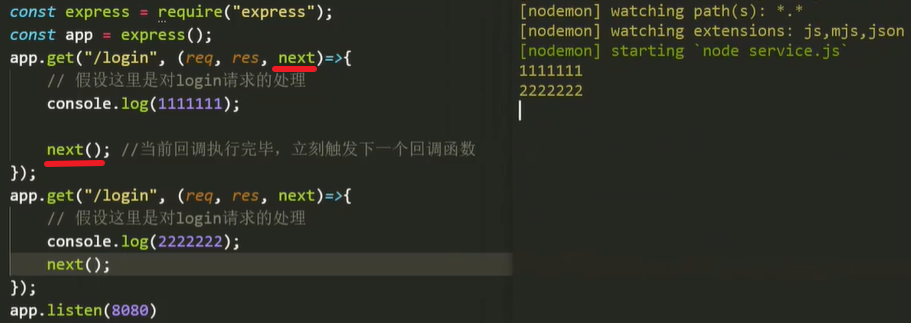 const express = require("express");
const app = express();
app.get("/login", (req, res, next)=>{
// 假设这里是对login请求的处理
console.log(1111111);
next(); //当前回调执行完毕，立刻触发下一个回调函数
});
app.get("/login", (req, res, next)=>{
// 假设这里是对login请求的处理
console.log(2222222);
next();
});
app.listen(8080)
[nodemon] watching path(s): *.*
[nodemon] watching extensions: js,mjs,json
[nodemon] starting `node service.js`
1111111
2222222